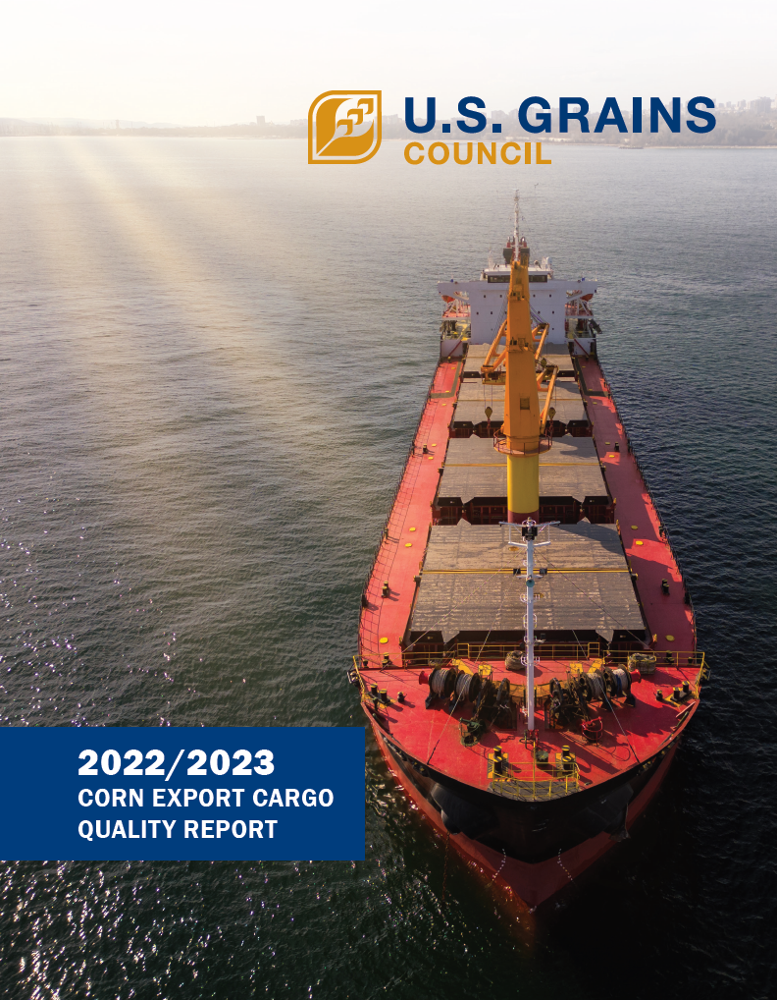 U.S. GRAINS
COUNCIL
2022/2023
CORN EXPORT CARGO
QUALITY REPORT